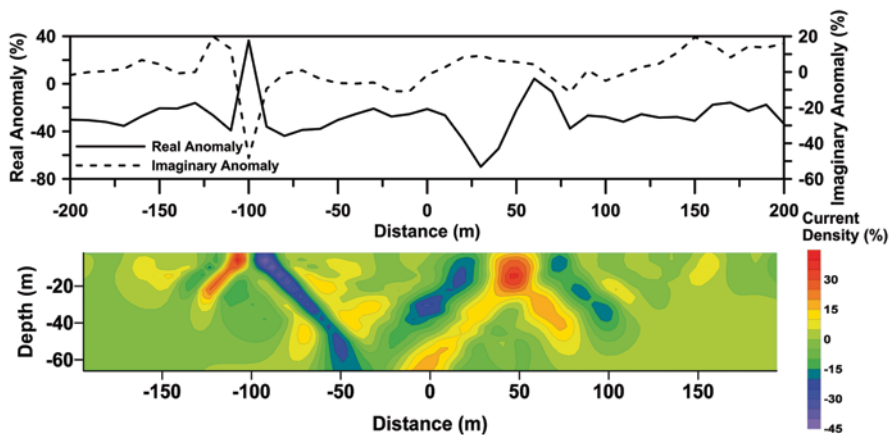 40
0
-40
-80
Real Anomaly (%)
20
0
-20
-40
-60
Imaginary Anomaly (%)
Real Anomaly
Imaginary Anomaly
-200 -150 -100 -50 0 50 100 150 200
Distance (m)
Current
Density (%)
-20
-40
-60
Depth (m)
-150 -100 -50 0 50 100 150
Distance (m)
30
15
0
-15
-30
-45